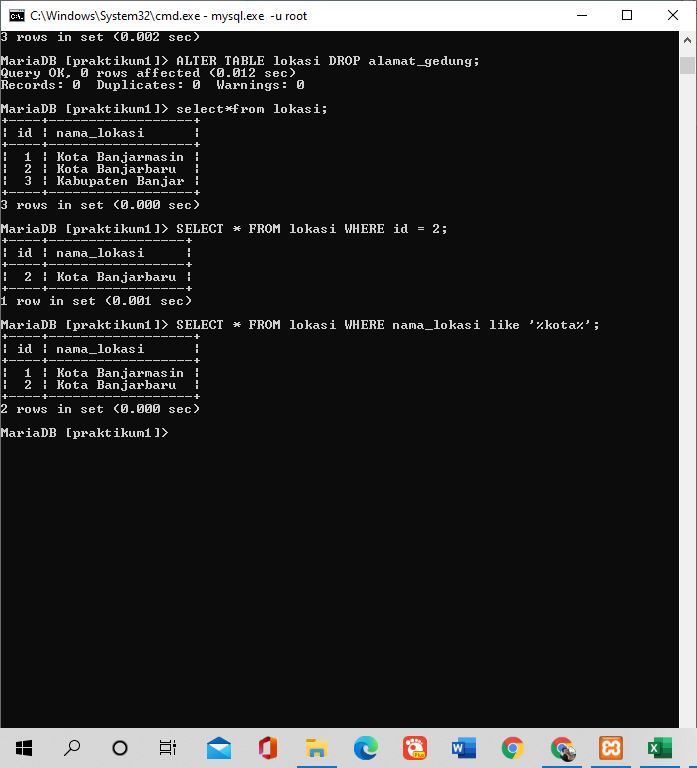 C:\Windows\System32\cmd.exe - mysql.exe -u root
3 rows in set (0.002 sec)
MariaDB [praktikum1]> ALTER TABLE lokasi DROP alamat_gedung;
Query OK, 0 rows affected (0.012 sec)
Records: 0  Duplicates: 0  Warnings: 0
MariaDB [praktikum1]> select*from lokasi;
+----+------------------+
| id | nama_lokasi      |
+----+------------------+
|  1 | Kota Banjarmasin |
|  2 | Kota Banjarbaru  |
|  3 | Kabupaten Banjar |
+----+------------------+
3 rows in set (0.000 sec)
MariaDB [praktikum1]> SELECT * FROM lokasi WHERE id = 2;
+----+-----------------+
| id | nama_lokasi     |
+----+-----------------+
|  2 | Kota Banjarbaru |
+----+-----------------+
1 row in set (0.001 sec)
MariaDB [praktikum1]> SELECT * FROM lokasi WHERE nama_lokasi like '%kota%';
+----+------------------+
| id | nama_lokasi      |
+----+------------------+
|  1 | Kota Banjarmasin |
|  2 | Kota Banjarbaru  |
+----+------------------+
2 rows in set (0.000 sec)
MariaDB [praktikum1]>